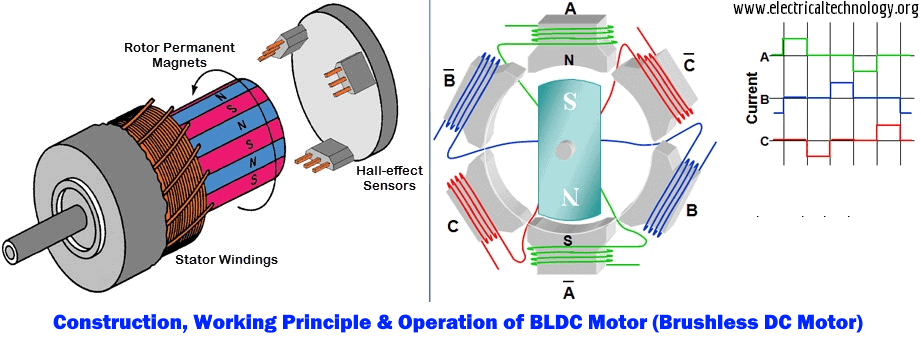 www.electricaltechnology.org
Rotor Permanent
Magnets
N
S
N
S
N
S
Hall-effect
Sensors
Stator Windings
A
B̅
C̅
N
S
N
S
C
B
A̅
Current
A
B
C
Construction, Working Principle & Operation of BLDC Motor (Brushless DC Motor)